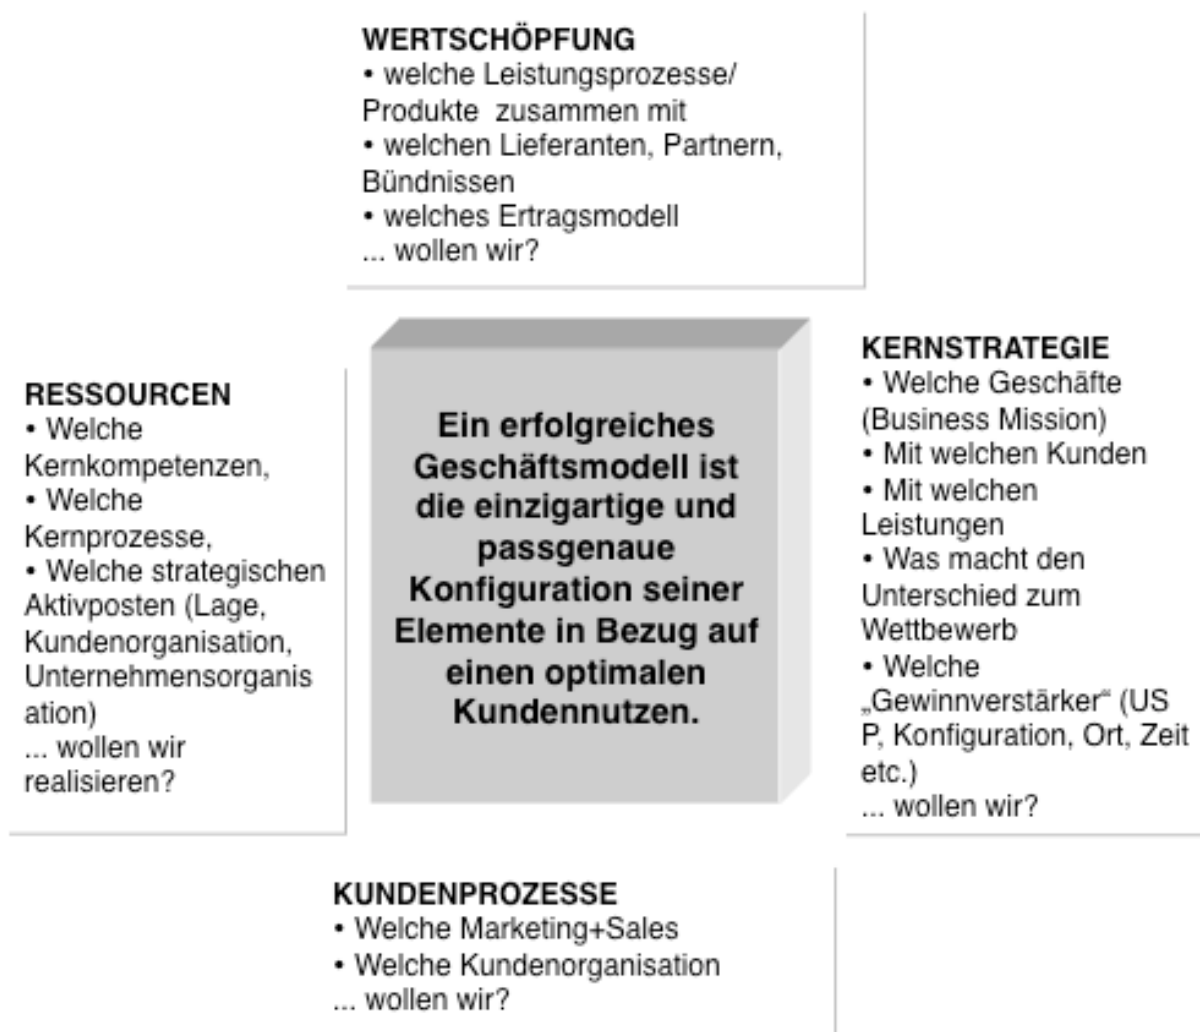 WERTSCHÖPFUNG
• welche Leistungsprozesse/
Produkte  zusammen mit
• welchen Lieferanten, Partnern,
Bündnissen
• welches Ertragsmodell
... wollen wir?
RESSOURCEN
• Welche
Kernkompetenzen,
• Welche
Kernprozesse,
• Welche strategischen
Aktivposten (Lage,
Kundenorganisation,
Unternehmensorganis
ation)
... wollen wir
realisieren?
Ein erfolgreiches
Geschäftsmodell ist
die einzigartige und
passgenaue
Konfiguration seiner
Elemente in Bezug auf
einen optimalen
Kundennutzen.
KERNSTRATEGIE
• Welche Geschäfte
(Business Mission)
• Mit welchen Kunden
• Mit welchen
Leistungen
• Was macht den
Unterschied zum
Wettbewerb
• Welche
„Gewinnverstärker“ (US
P, Konfiguration, Ort, Zeit
etc.)
... wollen wir?
KUNDENPROZESSE
• Welche Marketing+Sales
• Welche Kundenorganisation
... wollen wir?